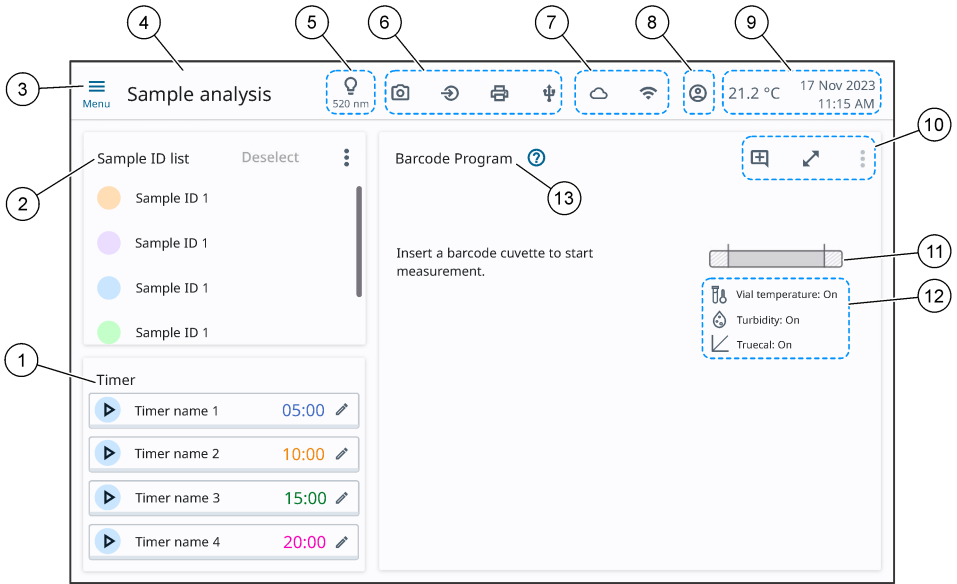 4
5
6
7
8
9
3
Menu
Sample analysis
520 nm
21.2 °C
17 Nov 2023
11:15 AM
10
2
Sample ID list
Deselect
Sample ID 1
Sample ID 1
Sample ID 1
Sample ID 1
Barcode Program
13
Insert a barcode cuvette to start
measurement.
11
12
Vial temperature: On
Turbidity: On
Truecal: On
1
Timer
Timer name 1
05:00
Timer name 2
10:00
Timer name 3
15:00
Timer name 4
20:00